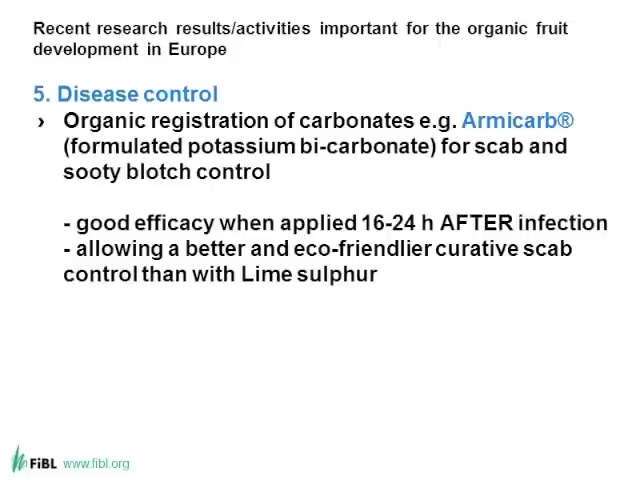 Recent research results/activities important for the organic fruit
development in Europe
5. Disease control
› Organic registration of carbonates e.g. Armicarb®
(formulated potassium bi-carbonate) for scab and
sooty blotch control
- good efficacy when applied 16-24 h AFTER infection
- allowing a better and eco-friendlier curative scab
control than with Lime sulphur
FiBL www.fibl.org